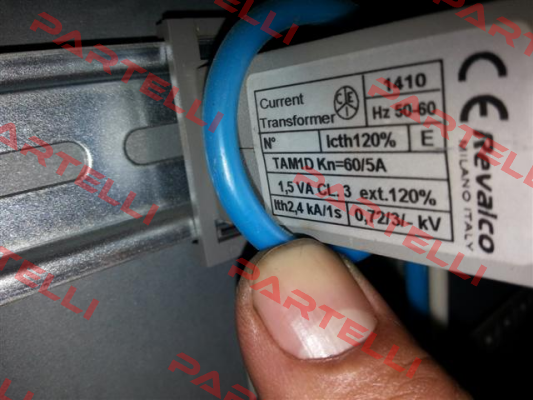 Current Transformer
1410
Hz 50-60
N° Icth120% E
TAM1D Kn=60/5A
1,5 VA CL. 3 ext.120%
Ith2,4 kA/1s 0,72/3/- kV
CE
Revalco
MILANO ITALY
PARTELLI
PARTELLI
PARTELLI
PARTELLI
PARTELLI
PARTELLI